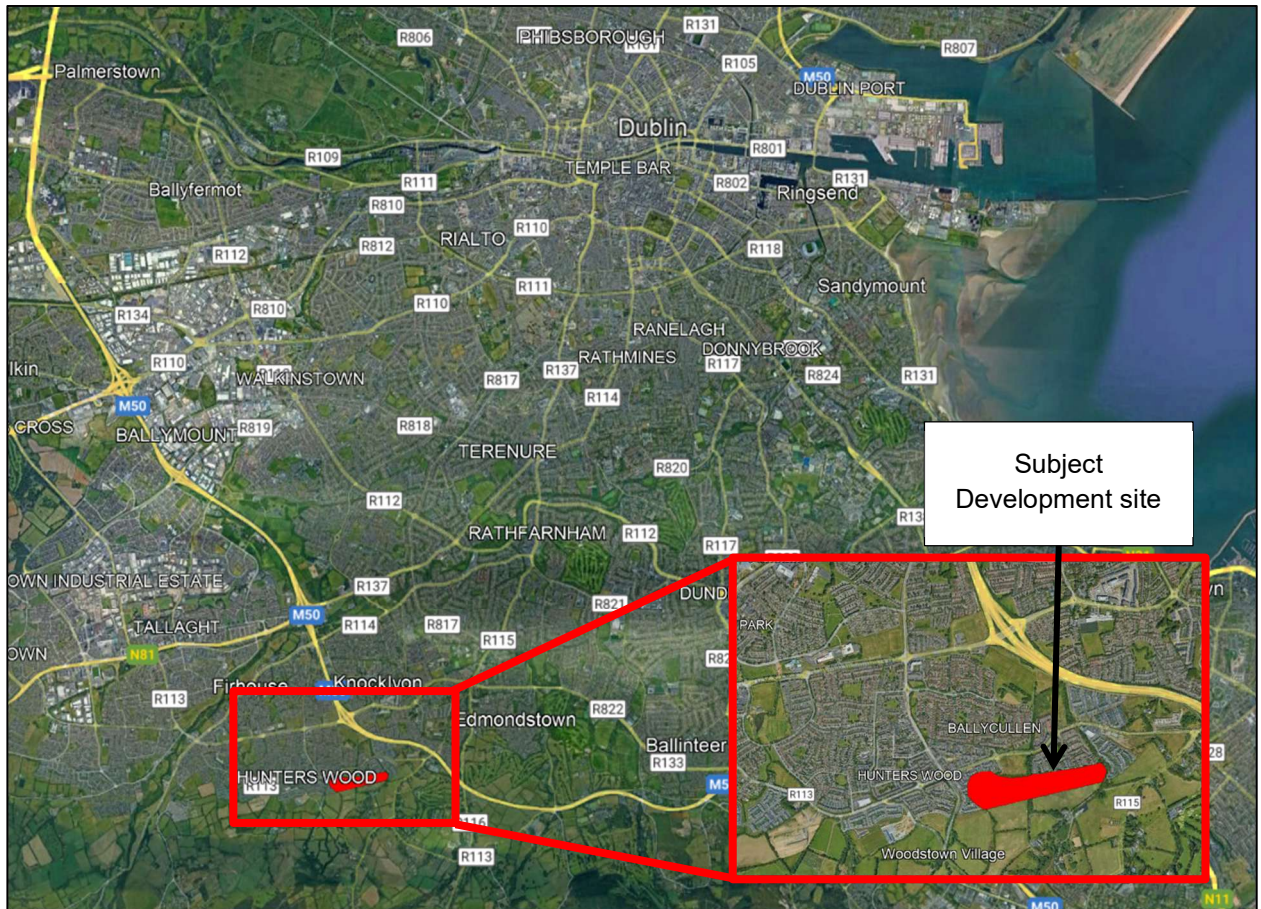 R131
R806
PHIBSBOROUGH
R807
R105
Palmerstown
M50
DUBLIN PORT
Dublin
R801
R109
TEMPLE BAR
R111
R802
R131
Ballyfermot
Ringsend
R810
R110
RIALTO
R812
R118
R112
R111
Sandymount
R110
R810
R134
RANELAGH
R110
RATHMINES
DONNYBROOK
R137
R117
lkin
WALKINSTOWN
R817
R824
R131
R114
M50
CROSS
BALLYMOUNT
R819
R818
TERENURE
R820
Subject
Development site
R112
RATHFARNHAM
R112
R117
OWN INDUSTRIAL ESTATE
R137
DUND
R821
M50
TALLAGHT
R114
R817
R115
OWN
N81
Firhouse
Knocklyon
R113
Edmondstown
R822
Ballinteer
R133
HUNTERS WOOD
R113
R116
R113
PARK
BALLYCULLEN
HUNTERS WOOD
R113
R115
Woodstown Village
yn
28
M50
N11